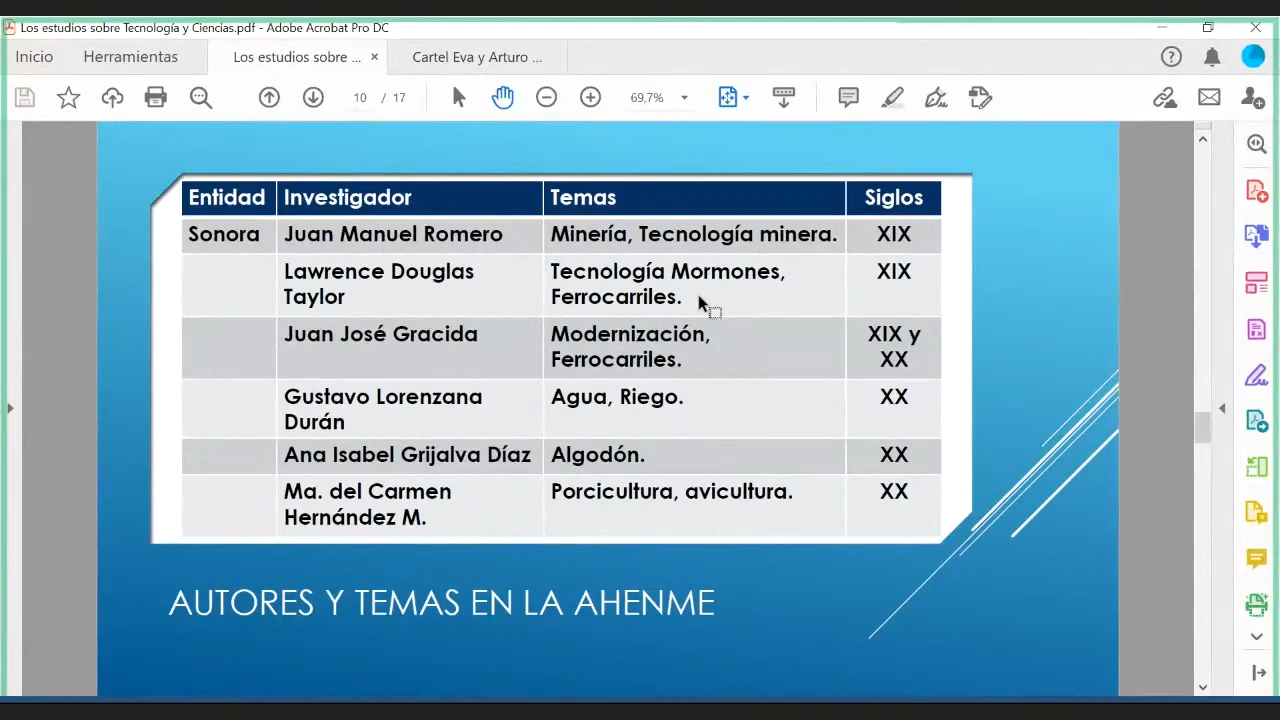 Los estudios sobre Tecnología y Ciencias.pdf - Adobe Acrobat Pro DC
Inicio Herramientas Los estudios sobre ... × Cartel Eva y Arturo ...
10 / 17 69,7%
Entidad Investigador Temas Siglos
Sonora Juan Manuel Romero Minería, Tecnología minera. XIX
Lawrence Douglas Tecnología Mormones, XIX
Taylor Ferrocarriles.
Juan José Gracida Modernización, XIX y
Ferrocarriles. XX
Gustavo Lorenzana Agua, Riego. XX
Durán
Ana Isabel Grijalva Díaz Algodón. XX
Ma. del Carmen Porcicultura, avicultura. XX
Hernández M.
AUTORES Y TEMAS EN LA AHENME